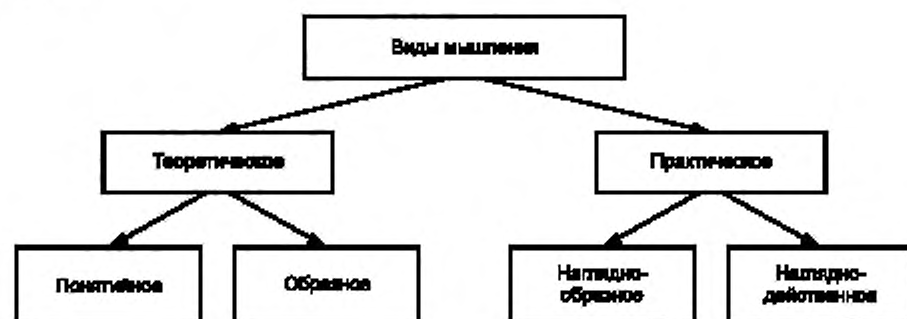 Виды мышления
Теоретическое
Практическое
Понятийное
Образное
Наглядно-
образное
Наглядно-
действенное